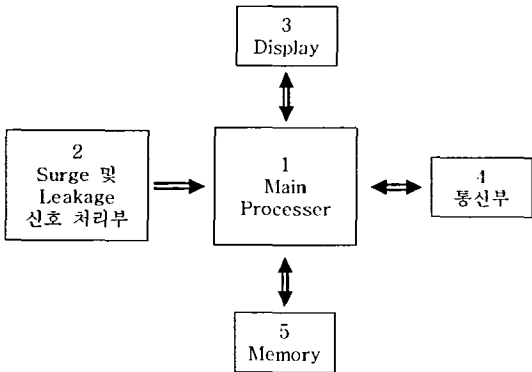 3
Display
2
Surge 및
Leakage
신호 처리부
1
Main
Processer
4
통신부
5
Memory